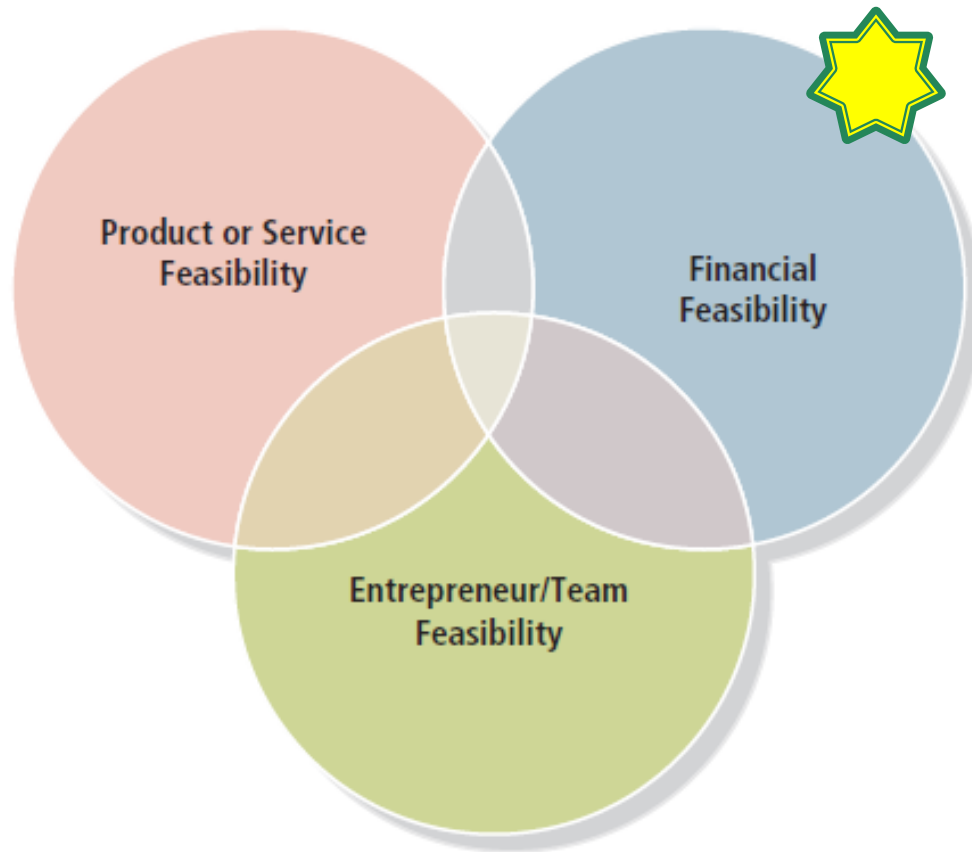 Product or Service
Feasibility
Financial
Feasibility
Entrepreneur/Team
Feasibility